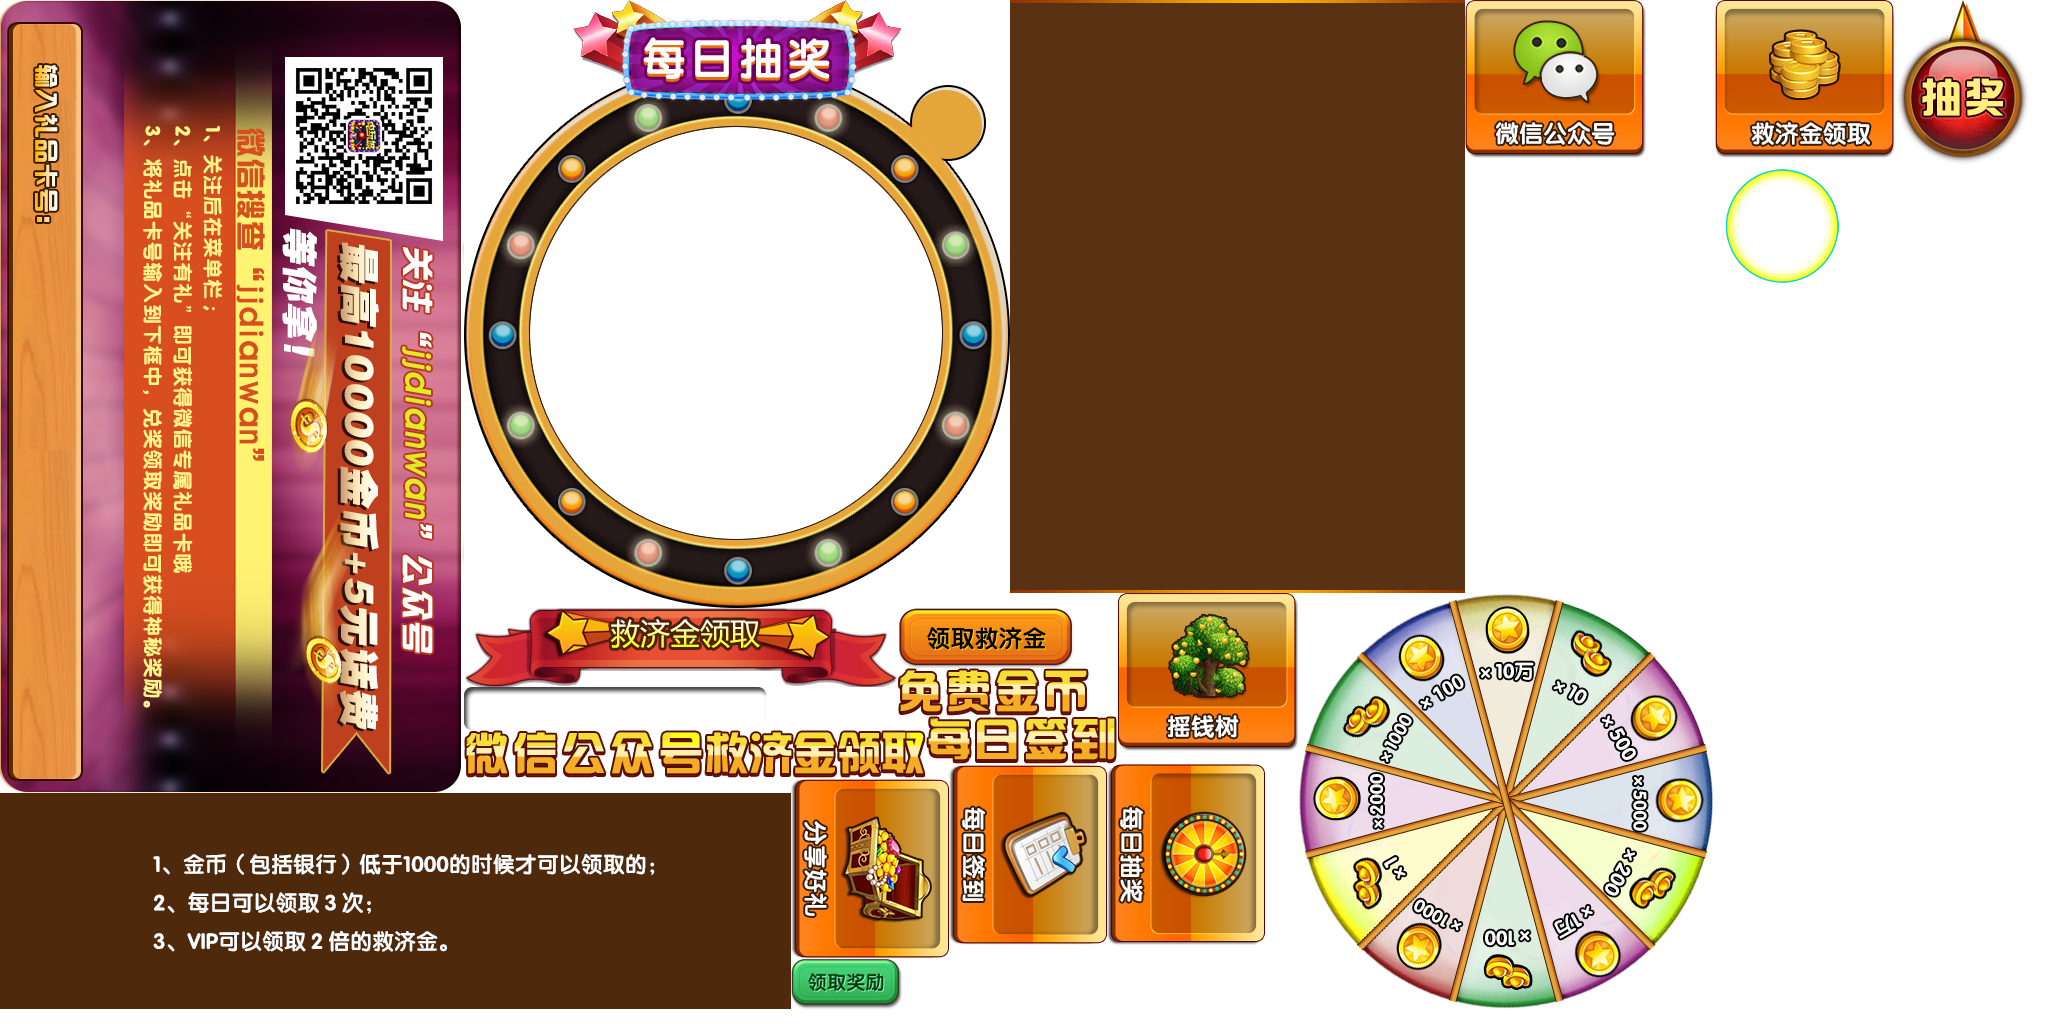 关注“jjdianwan”公众号
最高10000金币+5元话费
等你拿！
微信搜查“jjdianwan”
1、关注后在菜单栏；
2、点击“关注有礼”即可获得微信专属礼品卡哦
3、将礼品卡号输入到下框中，兑奖领取奖励即可获得神秘奖励。
输入礼品卡号：
每日抽奖
微信公众号
救济金领取
抽奖
救济金领取
领取救济金
免费金币
每日签到
微信公众号救济金领取
摇钱树
分享好礼
每日签到
每日抽奖
领取奖励
1、金币（包括银行）低于1000的时候才可以领取的；
2、每日可以领取 3 次；
3、VIP可以领取 2 倍的救济金。
×10万
×10
×500
×5000
×200
×1万
×100
×1000
×1
×2000
×1000
×100